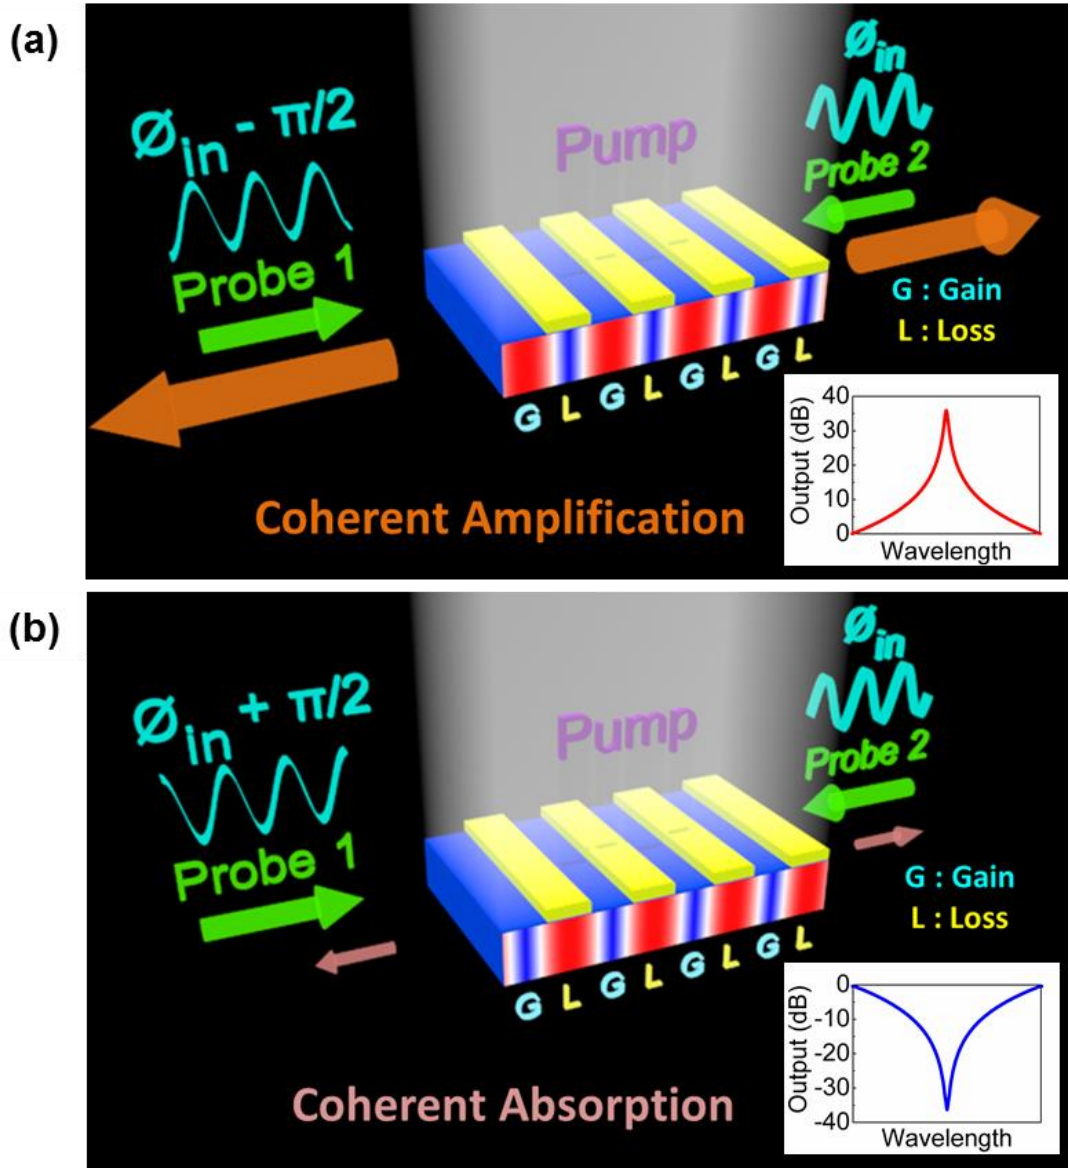 (a)
Øin - π/2
Probe 1
Pump
Øin
Probe 2
G : Gain
L : Loss
G L G L G L G L
Coherent Amplification
Output (dB)
40
30
20
10
0
Wavelength
(b)
Øin + π/2
Probe 1
Pump
Øin
Probe 2
G : Gain
L : Loss
G L G L G L G L
Coherent Absorption
Output (dB)
0
-10
-20
-30
-40
Wavelength